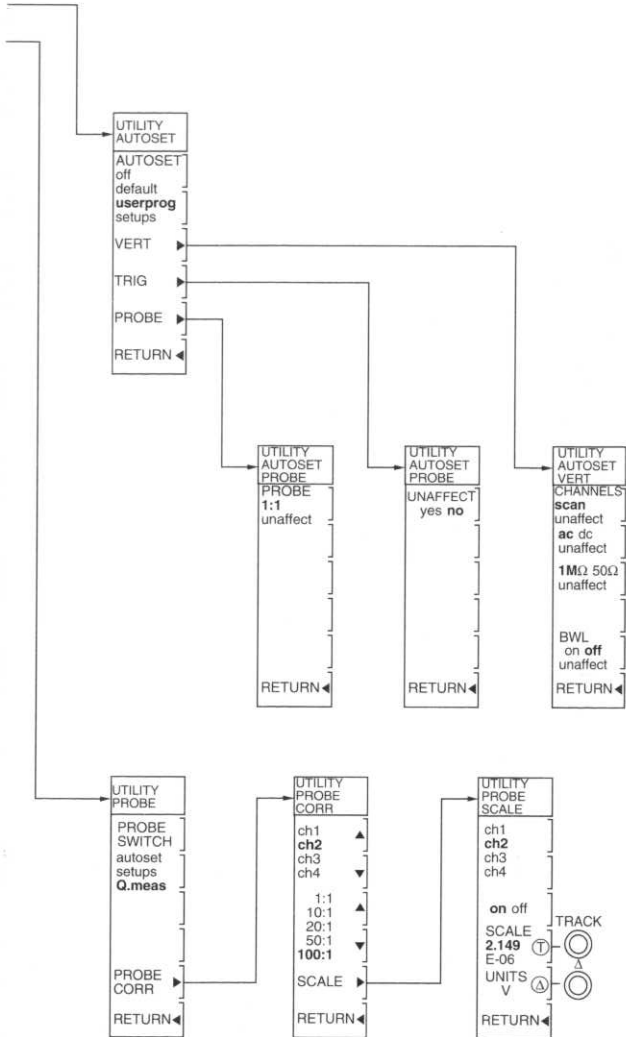 UTILITY
AUTOSET
AUTOSET
off
default
userprog
setups
VERT ▶
TRIG ▶
PROBE ▶
RETURN ◀
UTILITY
AUTOSET
PROBE
PROBE
1:1
unaffect
RETURN ◀
UTILITY
AUTOSET
PROBE
UNAFFECT
yes no
RETURN ◀
UTILITY
AUTOSET
VERT
CHANNELS
scan
unaffect
ac dc
unaffect
1MΩ 50Ω
unaffect
BWL
on off
unaffect
RETURN ◀
UTILITY
PROBE
PROBE
SWITCH
autoset
setups
Q.meas
PROBE ▶
CORR
RETURN ◀
UTILITY
PROBE
CORR
ch1 ▲
ch2
ch3
ch4 ▼
1:1
10:1 ▲
20:1
50:1 ▼
100:1
SCALE ▶
RETURN ◀
UTILITY
PROBE
SCALE
ch1
ch2
ch3
ch4
on off
TRACK
SCALE
2.149 Ⓣ
E-06
Δ
UNITS
V Δ
RETURN ◀